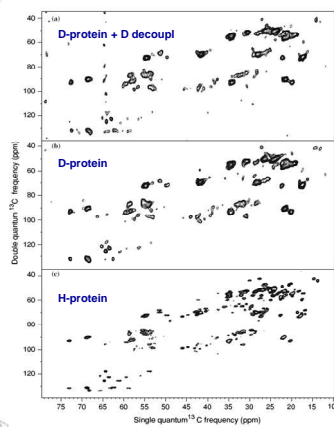 (a)
D-protein + D decoupl
40
60
80
100
120
(b)
D-protein
40
60
80
100
120
(c)
H-protein
40
60
80
100
120
Double quantum ¹³C frequency (ppm)
75 70 65 60 55 50 45 40 35 30 25 20 15 10
Single quantum ¹³C frequency (ppm)